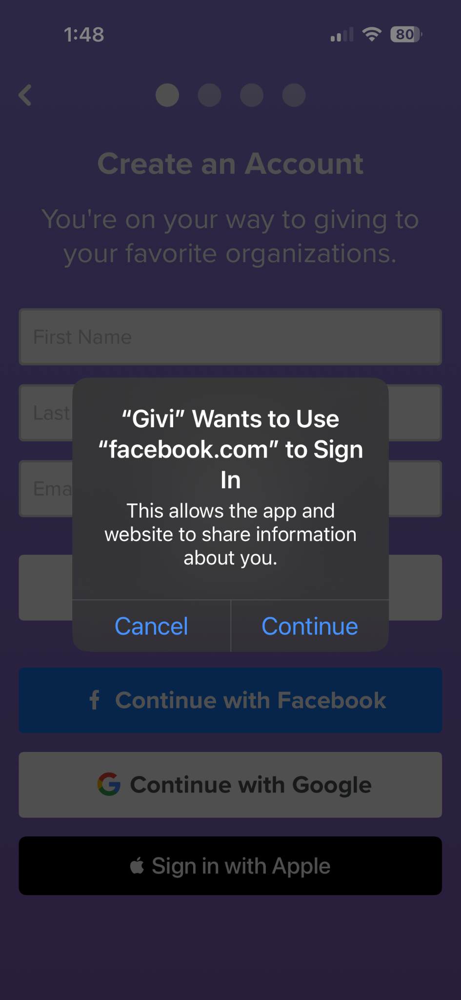 1:48
80
Create an Account
You're on your way to giving to
your favorite organizations.
First Name
Last
Ema
“Givi” Wants to Use
“facebook.com” to Sign
In
This allows the app and
website to share information
about you.
Cancel
Continue
f Continue with Facebook
G Continue with Google
Sign in with Apple